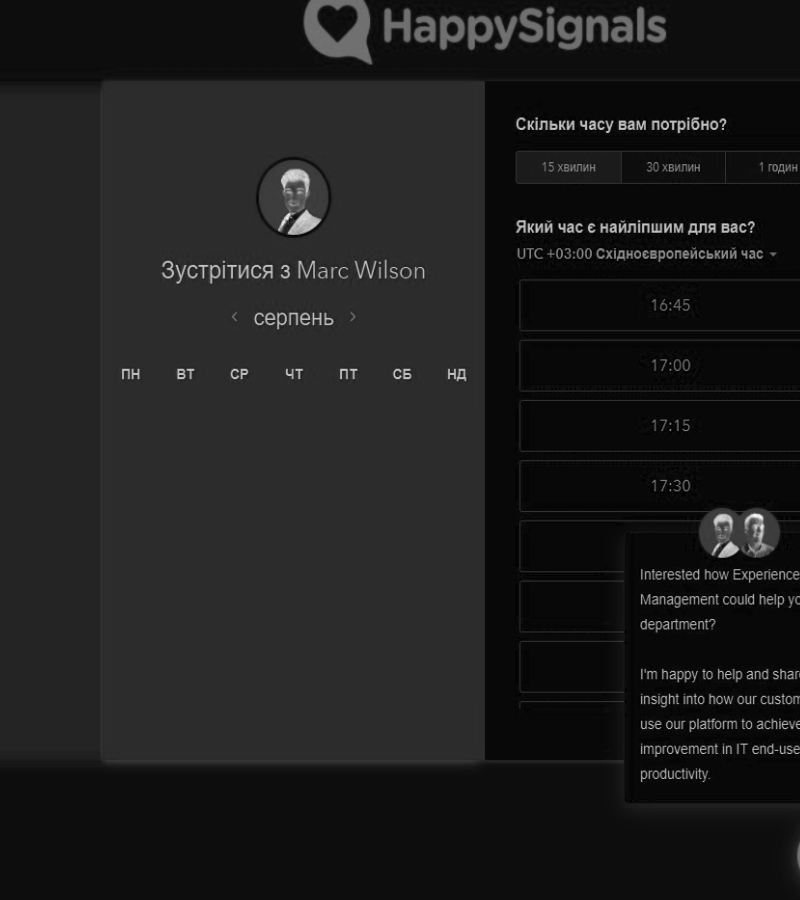 HappySignals
Зустрітися з Marc Wilson
серпень
ПН ВТ СР ЧТ ПТ СБ НД
Скільки часу вам потрібно?
15 хвилин 30 хвилин 1 годин
Який час є найліпшим для вас?
UTC +03:00 Східноєвропейський час
16:45
17:00
17:15
17:30
Interested how Experience
Management could help yo
department?
I'm happy to help and share
insight into how our custom
use our platform to achieve
improvement in IT end-use
productivity.